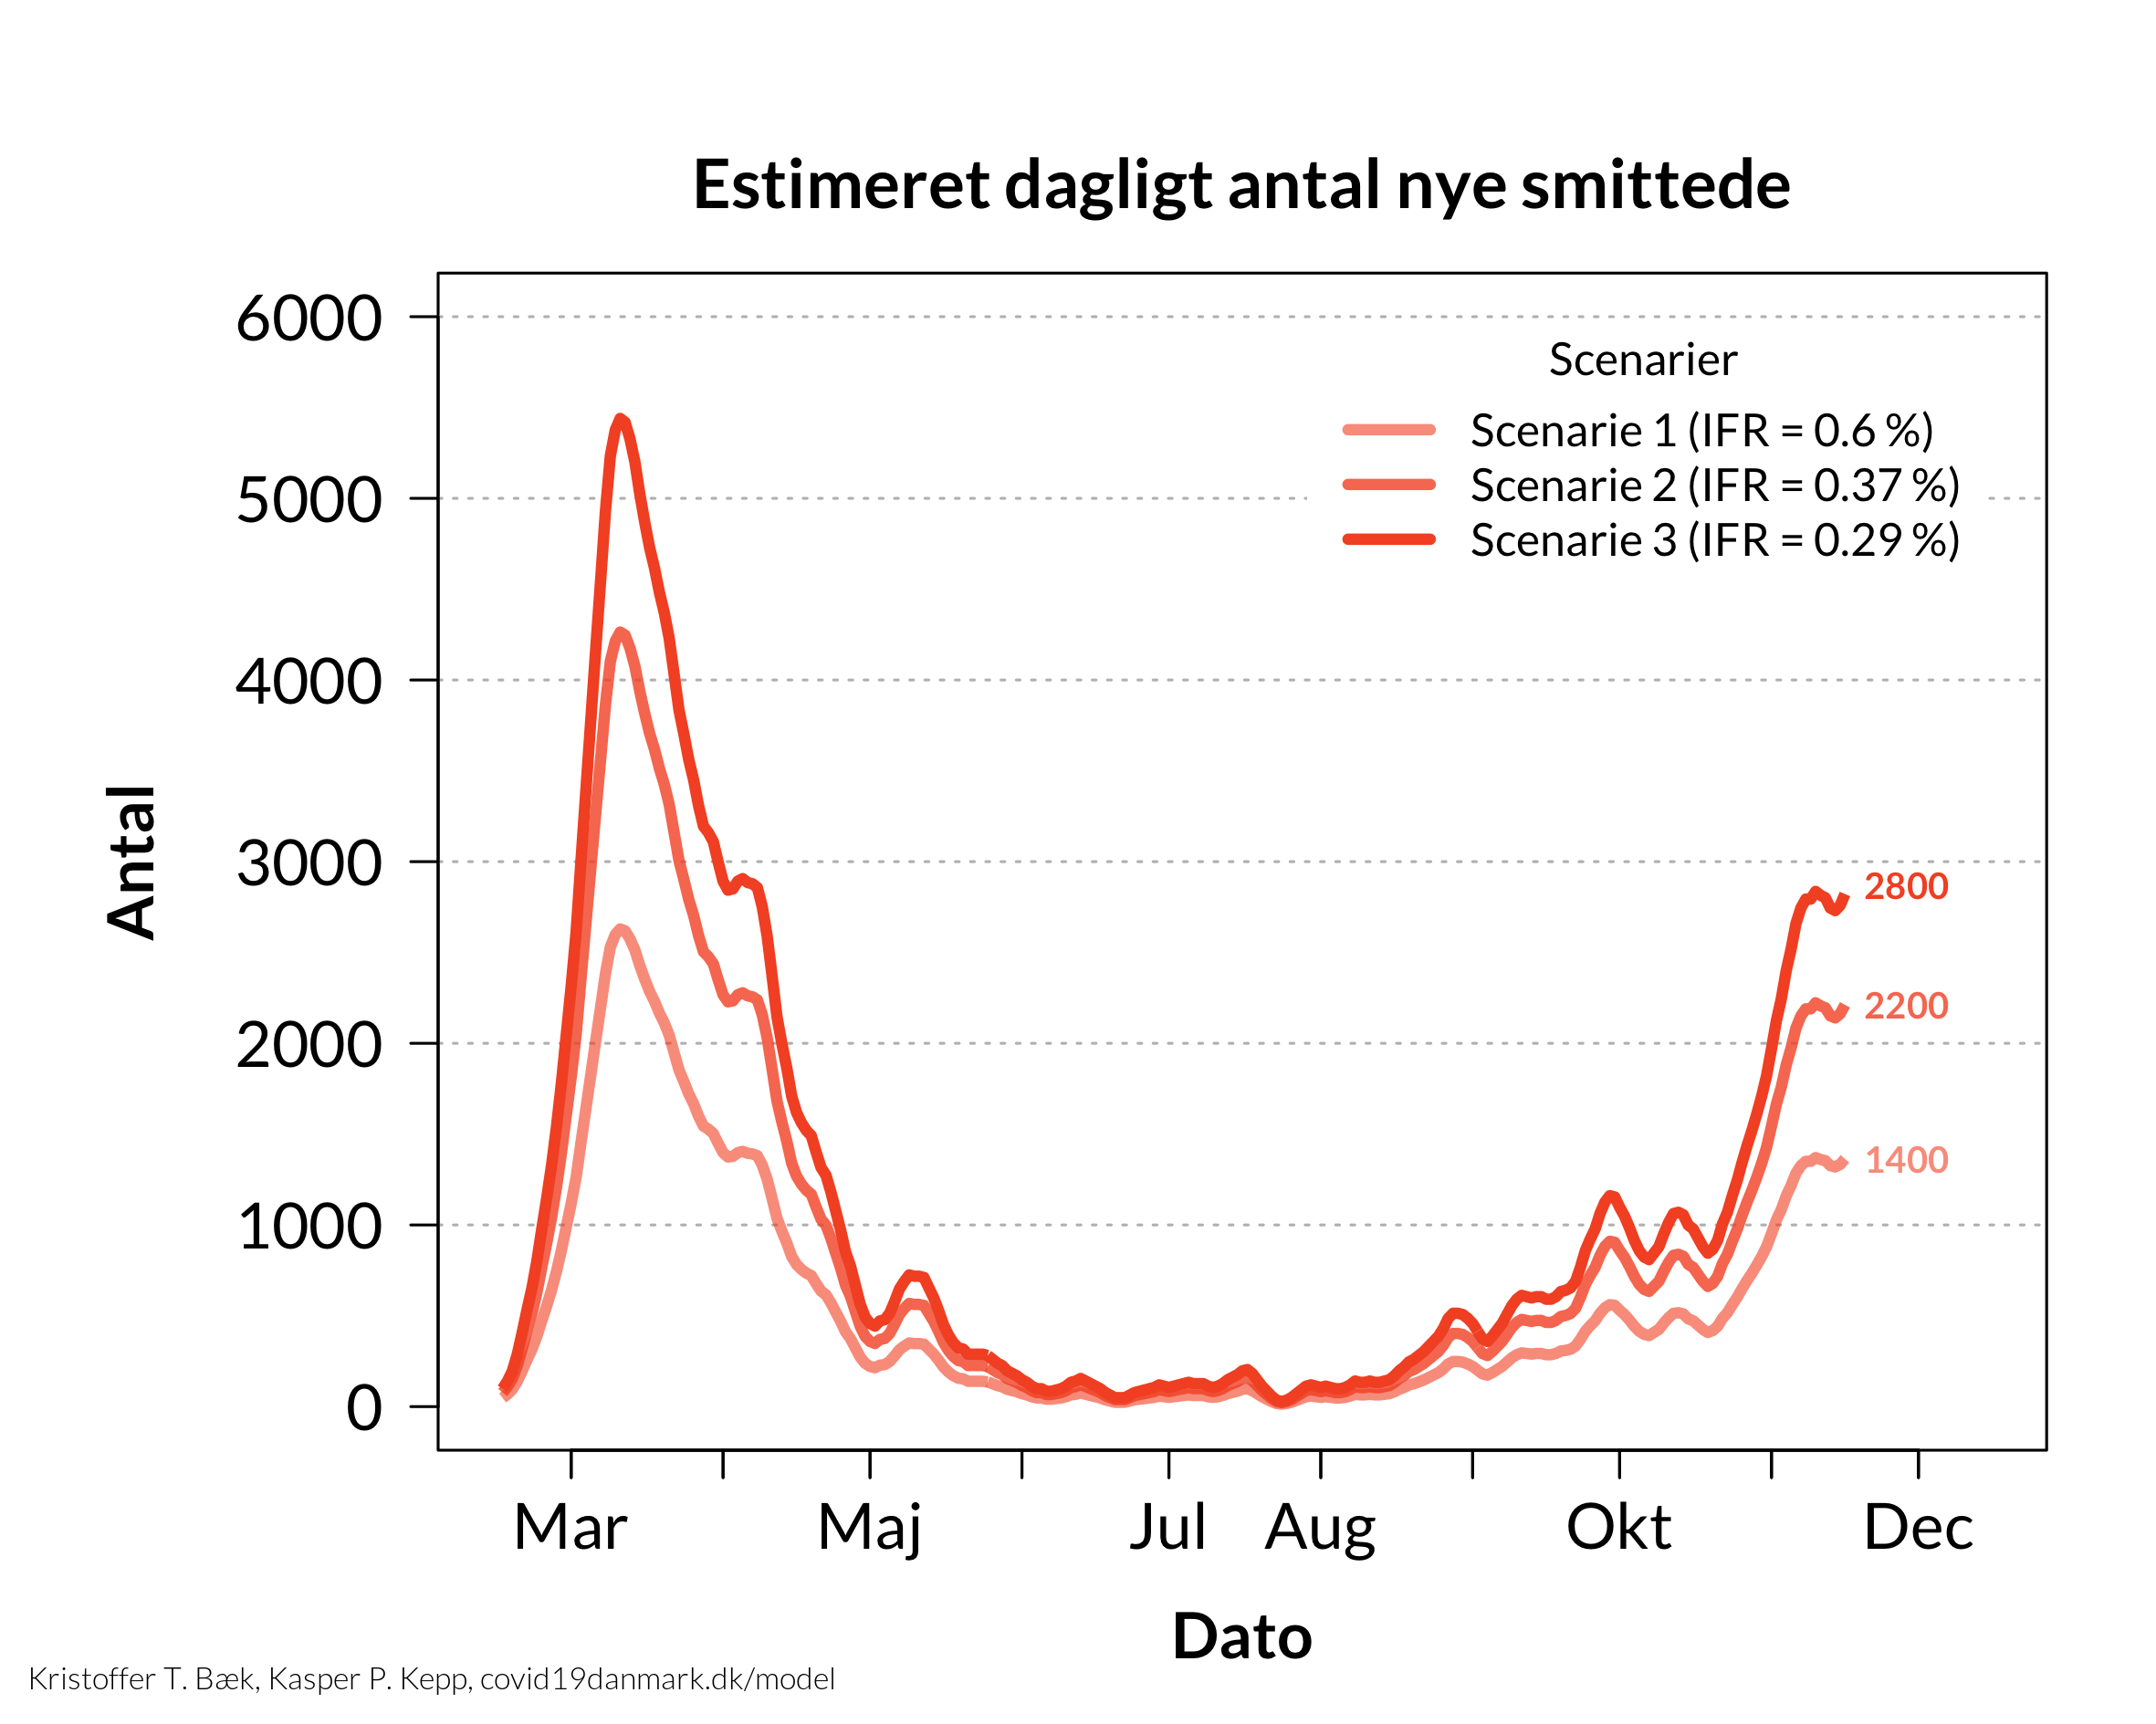 Estimeret dagligt antal nye smittede
Scenarier
Scenarie 1 (IFR = 0.6 %)
Scenarie 2 (IFR = 0.37 %)
Scenarie 3 (IFR = 0.29 %)
Antal
6000
5000
4000
3000
2000
1000
0
2800
2200
1400
Mar Maj Jul Aug Okt Dec
Dato
Kristoffer T. Bæk, Kasper P. Kepp, covid19danmark.dk/model